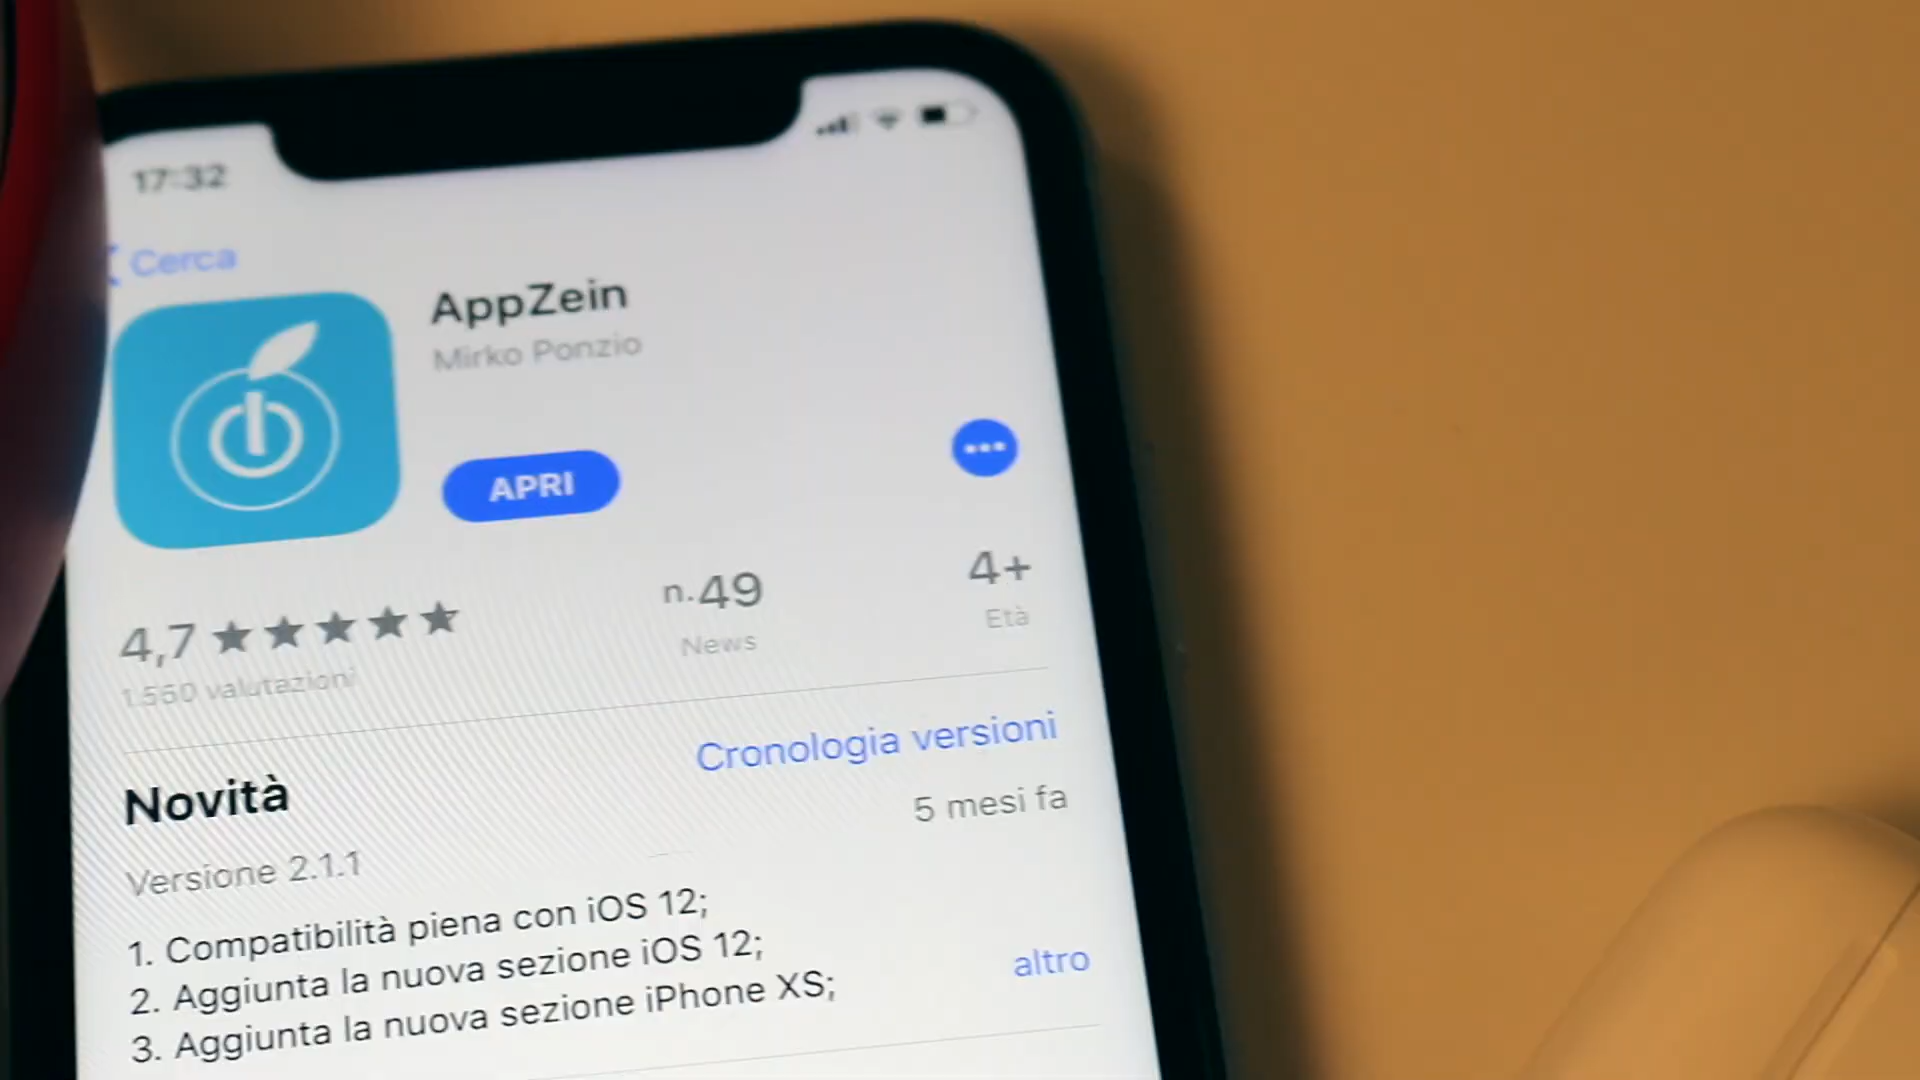 17:32
Cerca
AppZein
Mirko Ponzio
APRI
4,7
n.49
4+
1.560 valutazioni
News
Età
Novità
Cronologia versioni
Versione 2.1.1
5 mesi fa
1. Compatibilità piena con iOS 12;
2. Aggiunta la nuova sezione iOS 12;
3. Aggiunta la nuova sezione iPhone XS;
altro